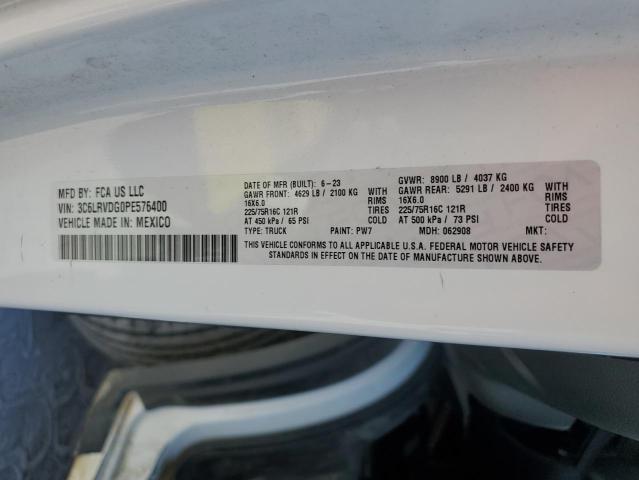 MFD BY: FCA US LLC
VIN: 3C6LRVDG0PE576400
VEHICLE MADE IN: MEXICO
DATE OF MFR (BUILT): 6-23
GAWR FRONT: 4629 LB / 2100 KG
16X6.0
225/75R16C 121R
AT 450 kPa / 65 PSI
TYPE: TRUCK
WITH
RIMS
TIRES
COLD
PAINT: PW7
GVWR: 8900 LB / 4037 KG
GAWR REAR: 5291 LB / 2400 KG
16X6.0
225/75R16C 121R
AT 500 kPa / 73 PSI
MDH: 062908
WITH
RIMS
TIRES
COLD
MKT:
THIS VEHICLE CONFORMS TO ALL APPLICABLE U.S.A. FEDERAL MOTOR VEHICLE SAFETY
STANDARDS IN EFFECT ON THE DATE OF MANUFACTURE SHOWN ABOVE.